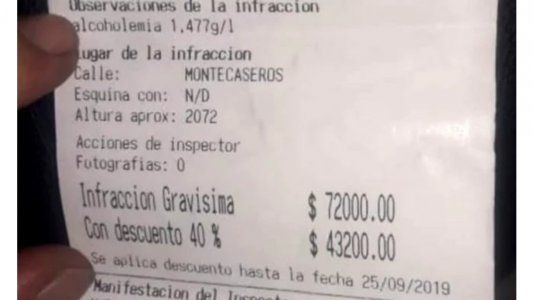 Observaciones de la infraccion
alcoholemia 1,477g/l
Lugar de la infraccion
Calle: MONTECASEROS
Esquina con: N/D
Altura aprox: 2072
Acciones de inspector
Fotografias: 0
Infraccion Gravisima $ 72000.00
Con descuento 40 % $ 43200.00
Se aplica descuento hasta la fecha 25/09/2019
Manifestacion del